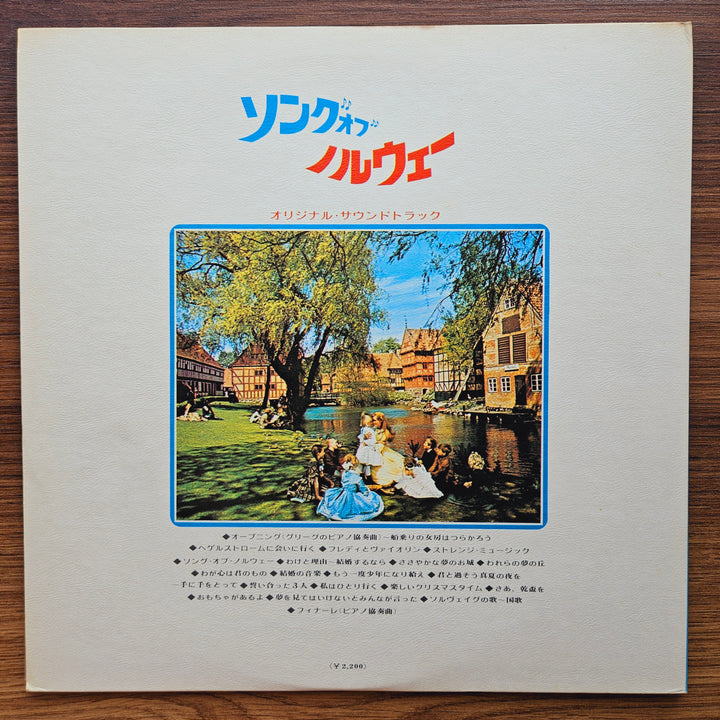 ソング オブ
ノルウェー
オリジナル・サウンドトラック
◆オープニング(グリーグのピアノ協奏曲)〜船乗りの女房はつらかろう
◆ヘゲルストロームに会いに行く◆フレディとヴァイオリン◆ストレンジ・ミュージック
◆ソング・オブ・ノルウェー◆わけと理由〜結婚するなら◆ささやかな夢のお城◆われらの夢の丘
◆わが心は君のもの◆結婚の音楽◆もう一度少年になり給え◆君と過そう真夏の夜を
―手に手をとって◆誓い合った3人◆私はひとり行く◆楽しいクリスマスタイム◆さあ、乾盃を
◆おもちゃがあるよ◆夢を見てはいけないとみんなが言った◆ソルヴェイグの歌〜国歌
◆フィナーレ(ピアノ協奏曲)
(¥2,200)